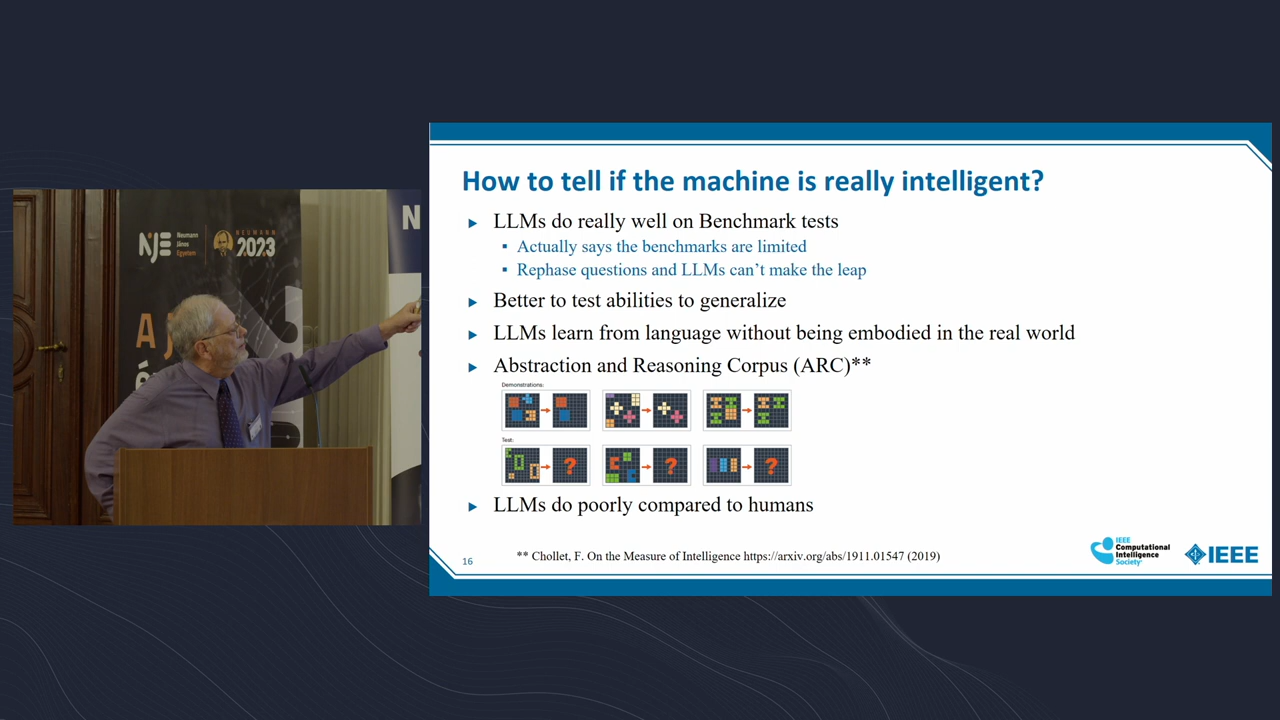 NJE
Neumann
János
Egyetem
NEUMANN
2023
N
A j
é
How to tell if the machine is really intelligent?
LLMs do really well on Benchmark tests
Actually says the benchmarks are limited
Rephase questions and LLMs can't make the leap
Better to test abilities to generalize
LLMs learn from language without being embodied in the real world
Abstraction and Reasoning Corpus (ARC)**
Demonstrations:
Test:
? ? ?
LLMs do poorly compared to humans
** Chollet, F. On the Measure of Intelligence https://arxiv.org/abs/1911.01547 (2019)
16
IEEE
Computational
Intelligence
Society
IEEE